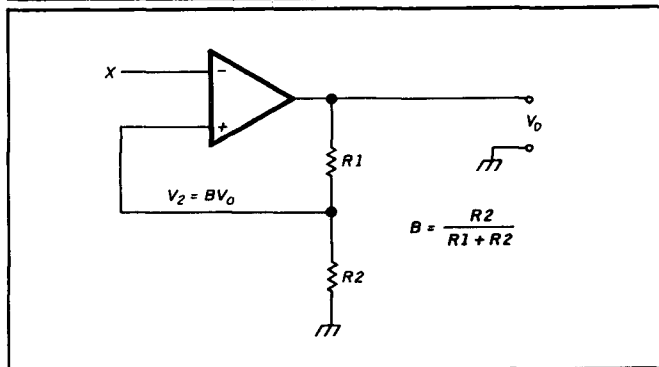 X
-
+
V₀
R1
V₂ = BV₀
B = R2 / R1 + R2
R2